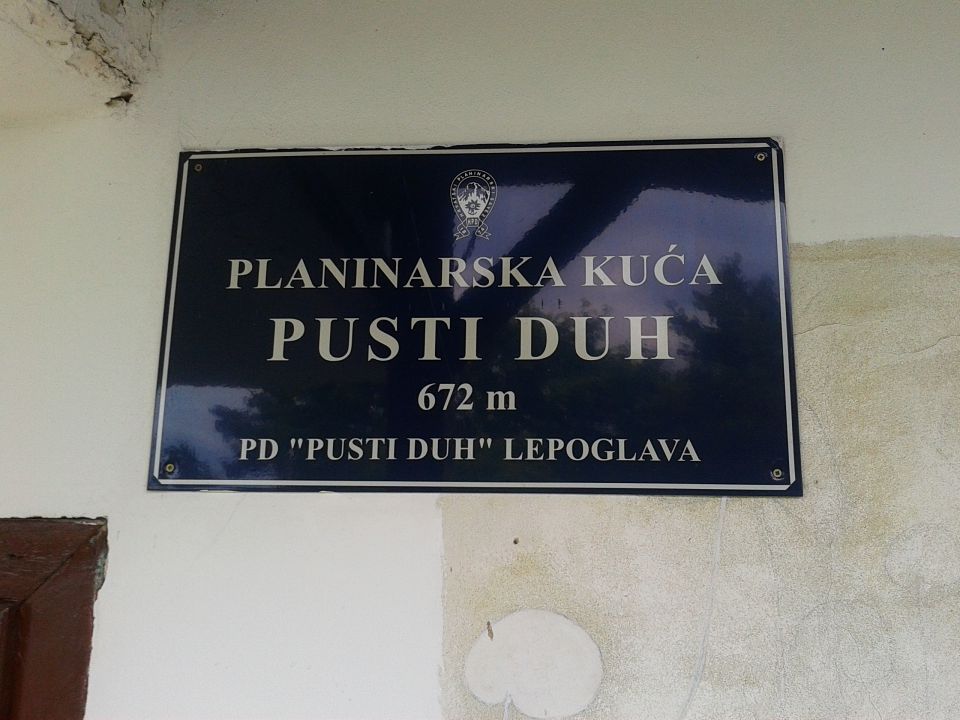 PLANINARSKA KUĆA
PUSTI DUH
672 m
PD "PUSTI DUH" LEPOGLAVA